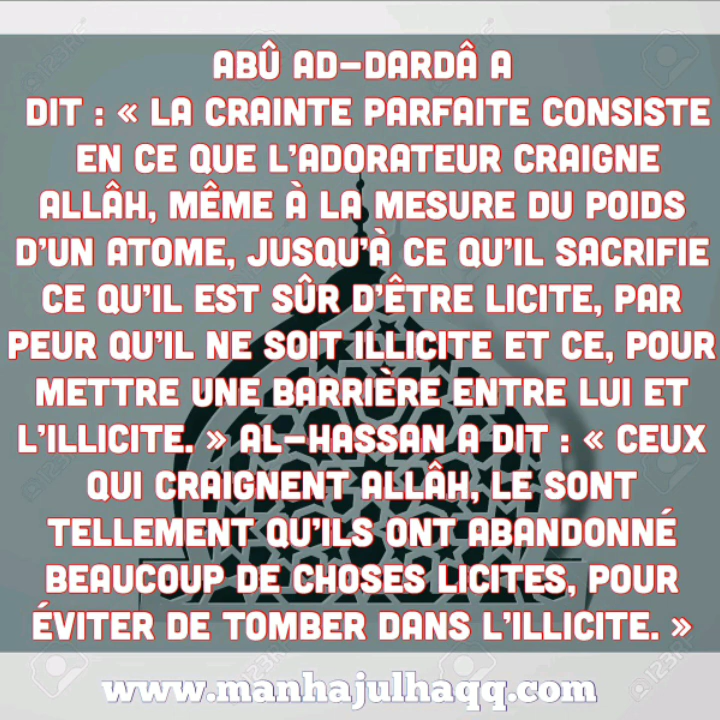 ABÛ AD-DARDÂ A
DIT : « LA CRAINTE PARFAITE CONSISTE
EN CE QUE L'ADORATEUR CRAIGNE
ALLÂH, MÊME À LA MESURE DU POIDS
D'UN ATOME, JUSQU'À CE QU'IL SACRIFIE
CE QU'IL EST SÛR D'ÊTRE LICITE, PAR
PEUR QU'IL NE SOIT ILLICITE ET CE, POUR
METTRE UNE BARRIÈRE ENTRE LUI ET
L'ILLICITE. » AL-HASSAN A DIT : « CEUX
QUI CRAIGNENT ALLÂH, LE SONT
TELLEMENT QU'ILS ONT ABANDONNÉ
BEAUCOUP DE CHOSES LICITES, POUR
ÉVITER DE TOMBER DANS L'ILLICITE. »
www.manhajulhaqq.com